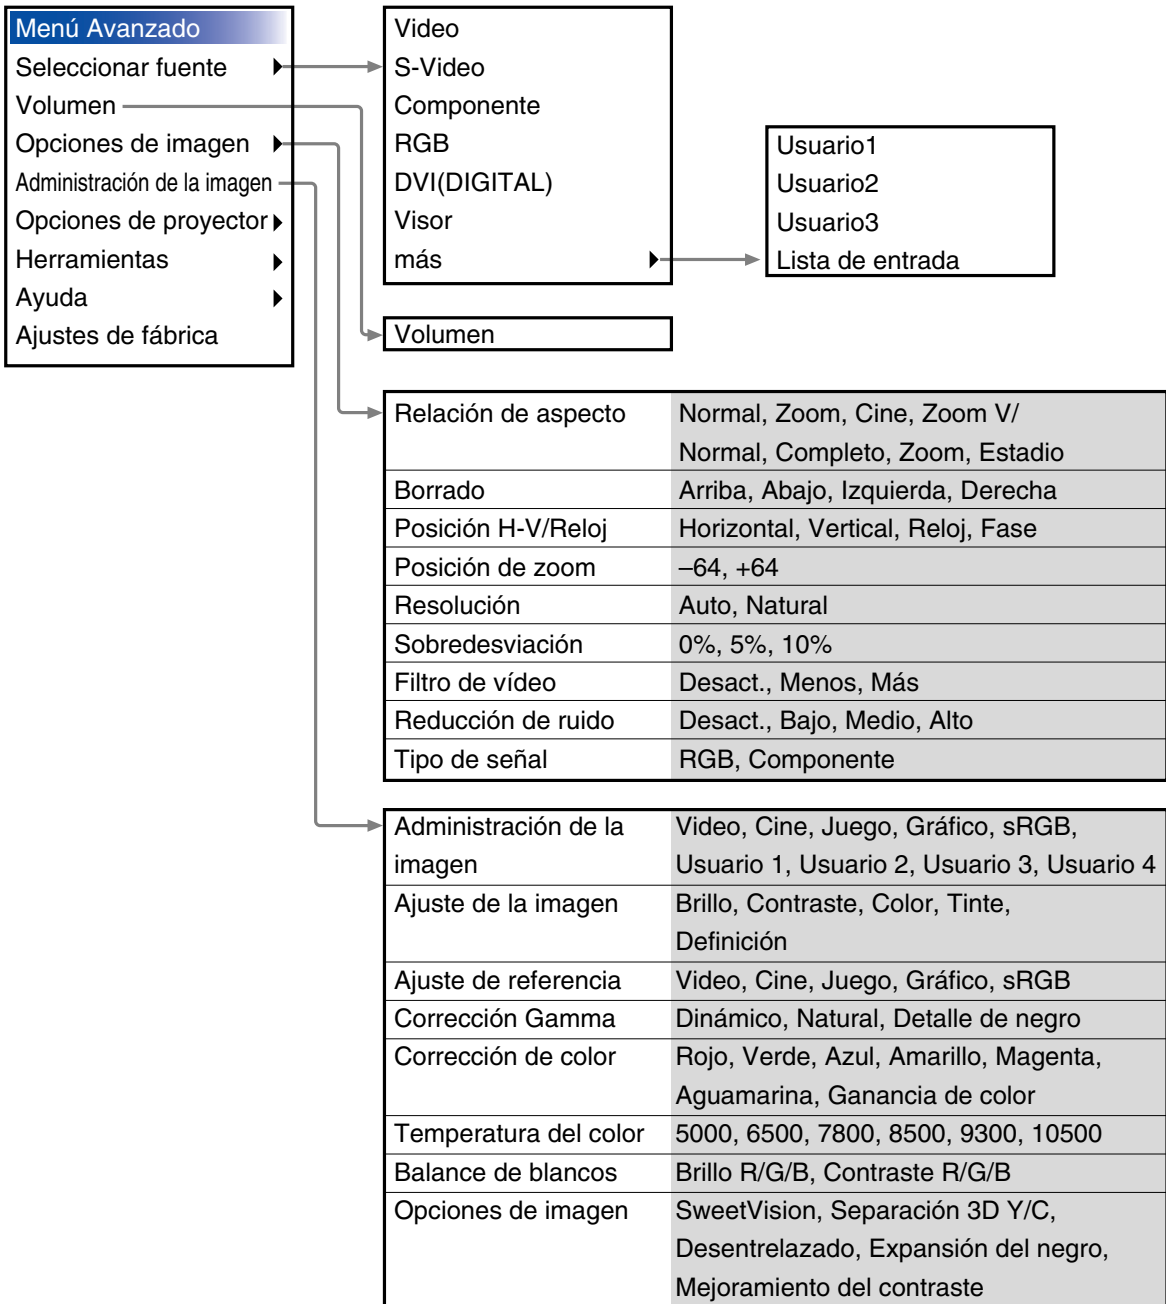 Menú Avanzado
Seleccionar fuente
Volumen
Opciones de imagen
Administración de la imagen
Opciones de proyector
Herramientas
Ayuda
Ajustes de fábrica
Video
S-Video
Componente
RGB
DVI(DIGITAL)
Visor
más
Usuario1
Usuario2
Usuario3
Lista de entrada
Volumen
Relación de aspecto Normal, Zoom, Cine, Zoom V/
Normal, Completo, Zoom, Estadio
Borrado Arriba, Abajo, Izquierda, Derecha
Posición H-V/Reloj Horizontal, Vertical, Reloj, Fase
Posición de zoom –64, +64
Resolución Auto, Natural
Sobredesviación 0%, 5%, 10%
Filtro de vídeo Desact., Menos, Más
Reducción de ruido Desact., Bajo, Medio, Alto
Tipo de señal RGB, Componente
Administración de la Video, Cine, Juego, Gráfico, sRGB,
imagen Usuario 1, Usuario 2, Usuario 3, Usuario 4
Ajuste de la imagen Brillo, Contraste, Color, Tinte,
Definición
Ajuste de referencia Video, Cine, Juego, Gráfico, sRGB
Corrección Gamma Dinámico, Natural, Detalle de negro
Corrección de color Rojo, Verde, Azul, Amarillo, Magenta,
Aguamarina, Ganancia de color
Temperatura del color 5000, 6500, 7800, 8500, 9300, 10500
Balance de blancos Brillo R/G/B, Contraste R/G/B
Opciones de imagen SweetVision, Separación 3D Y/C,
Desentrelazado, Expansión del negro,
Mejoramiento del contraste